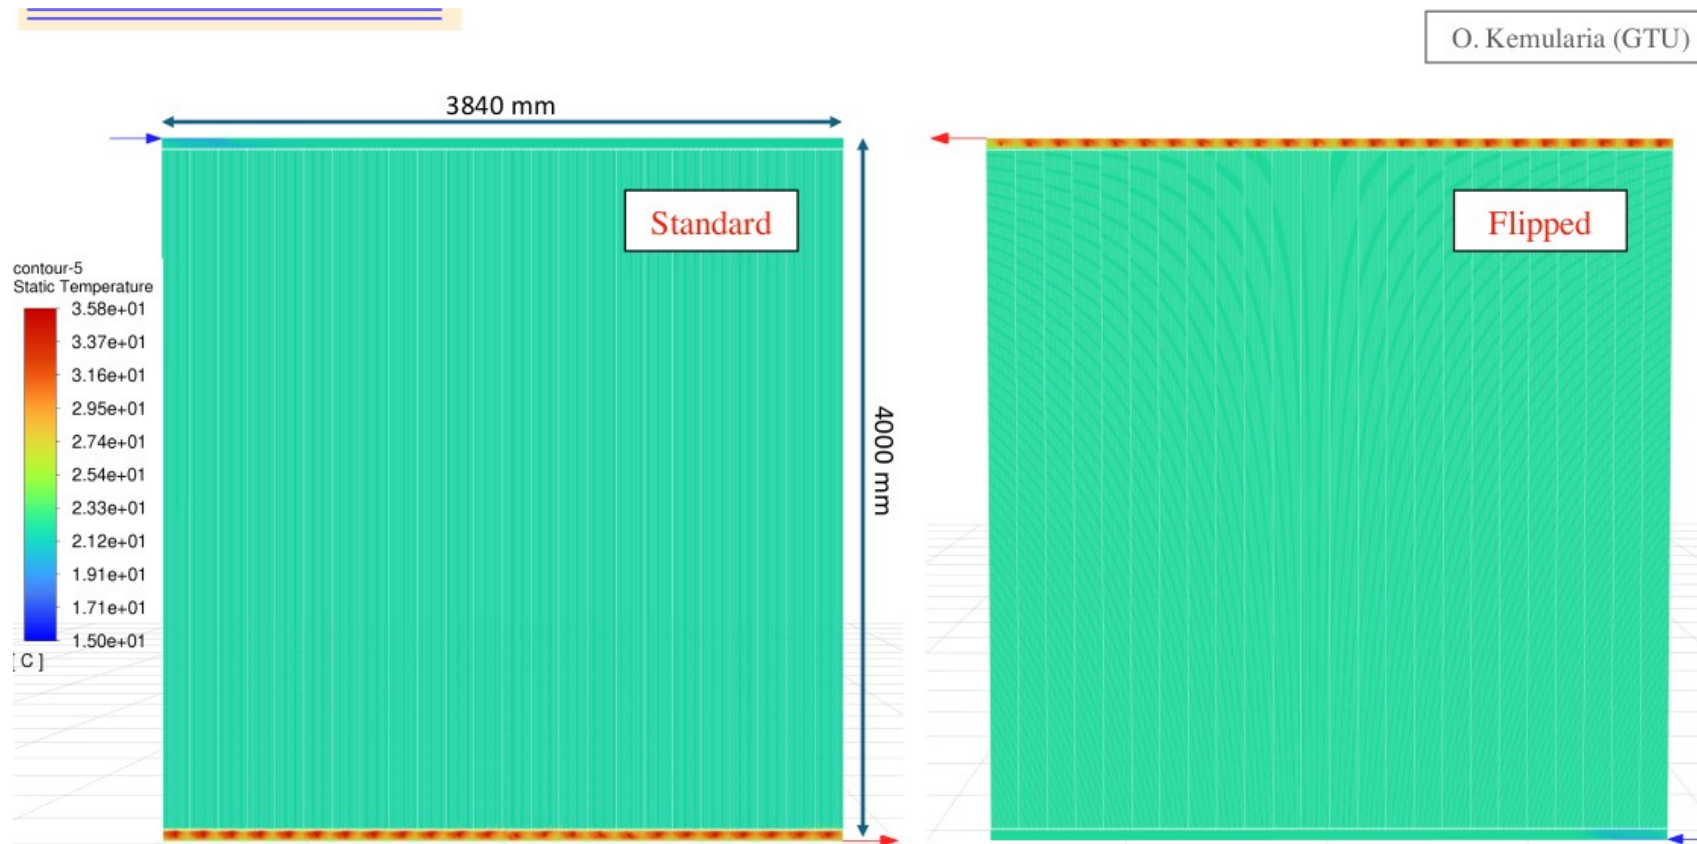 O. Kemularia (GTU)
3840 mm
Standard
Flipped
contour-5
Static Temperature
3.58e+01
3.37e+01
3.16e+01
2.95e+01
2.74e+01
2.54e+01
2.33e+01
2.12e+01
1.91e+01
1.71e+01
1.50e+01
[ C ]
4000 mm